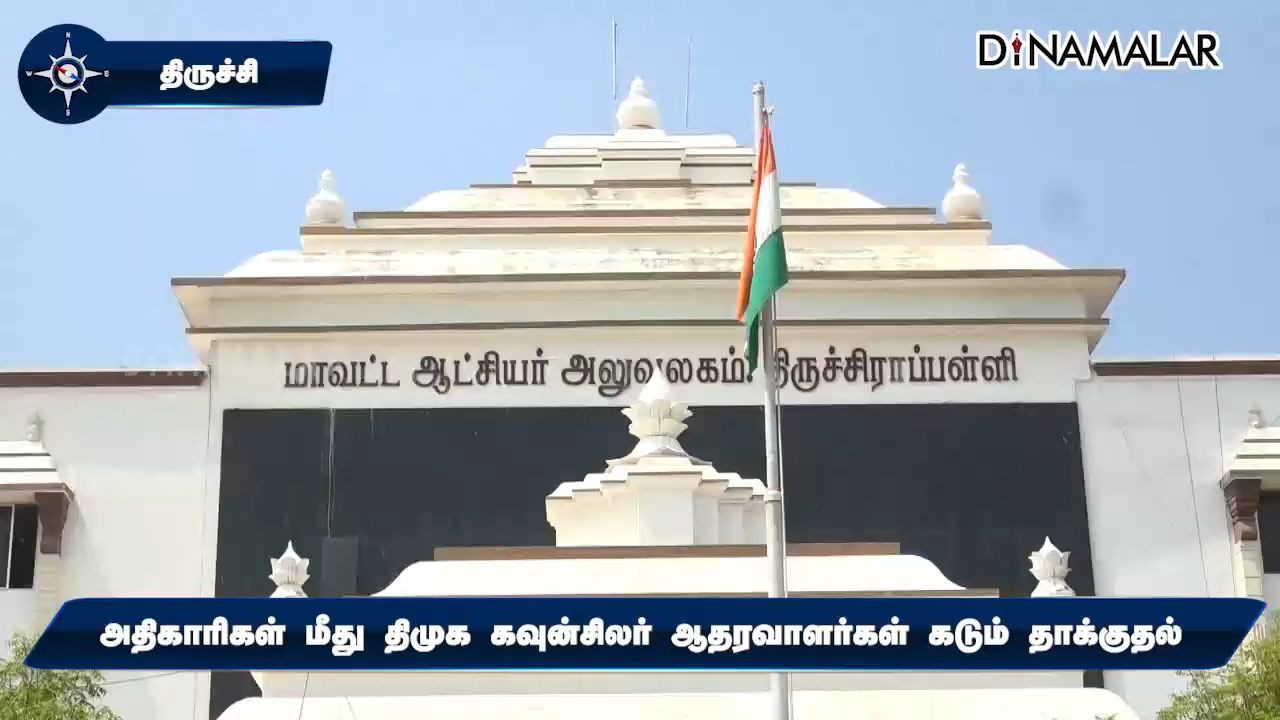 திருச்சி
DINAMALAR
மாவட்ட ஆட்சியர் அலுவலகம். திருச்சிராப்பள்ளி
அதிகாரிகள் மீது திமுக கவுன்சிலர் ஆதரவாளர்கள் கடும் தாக்குதல்